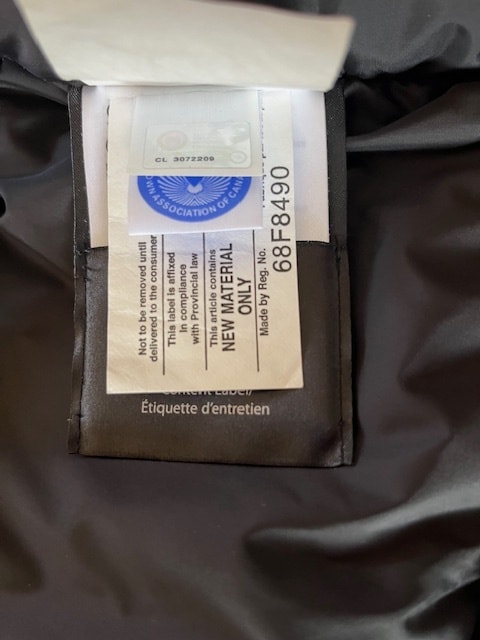 CL 3072209
OWN ASSOCIATION OF CAN
Not to be removed until
delivered to the consumer
This label is affixed
In compliance
with Provincial law
This article contains
NEW MATERIAL
ONLY
Made by Reg. No.
68F8490
Content Label/
Étiquette d'entretien